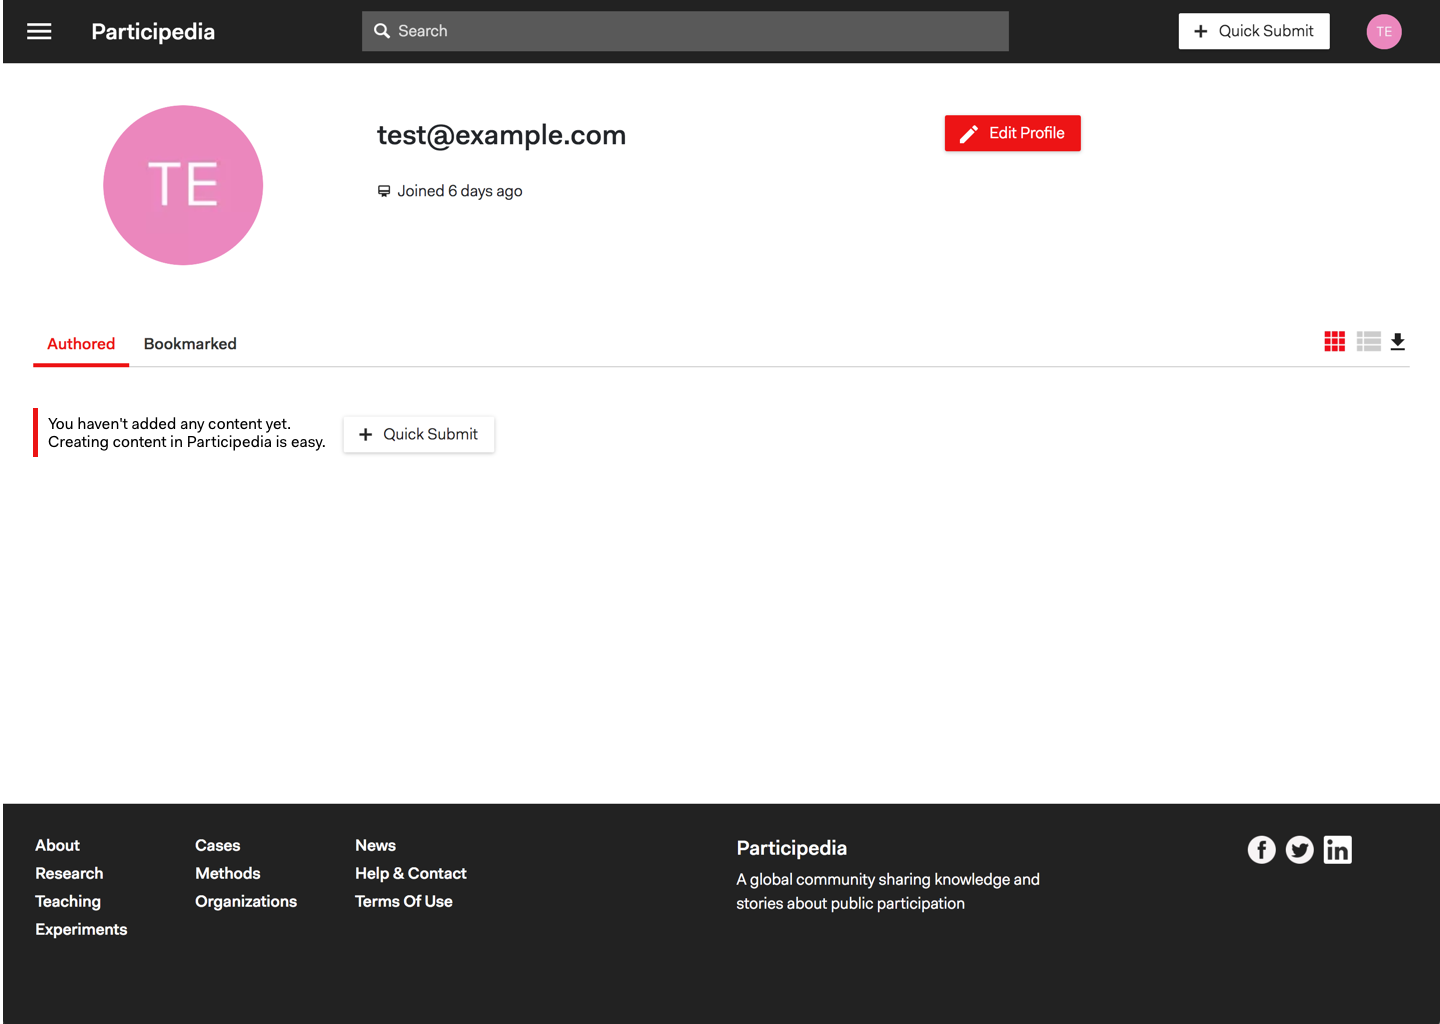 Participedia
Search
Quick Submit
TE
TE
test@example.com
Edit Profile
Joined 6 days ago
Authored
Bookmarked
You haven't added any content yet.
Creating content in Participedia is easy.
Quick Submit
About
Research
Teaching
Experiments
Cases
Methods
Organizations
News
Help & Contact
Terms Of Use
Participedia
A global community sharing knowledge and
stories about public participation